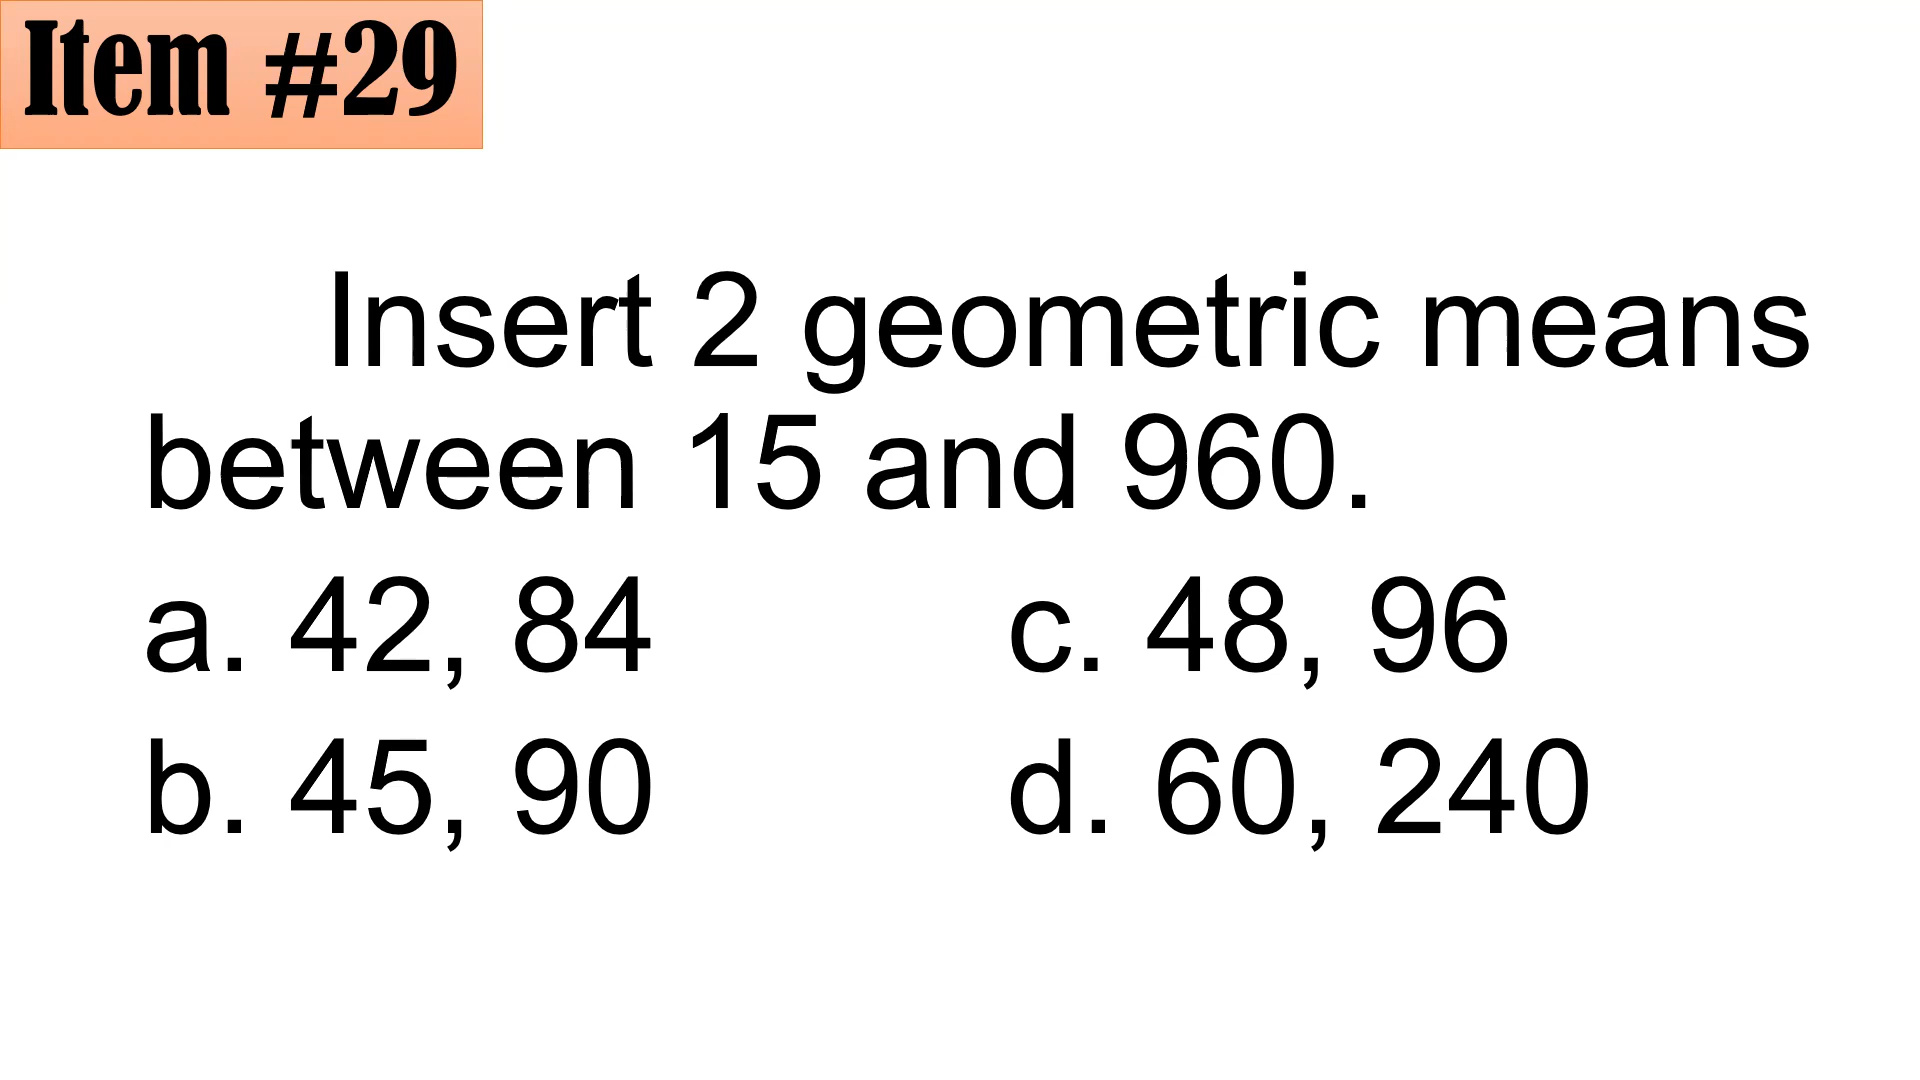 Item #29
Insert 2 geometric means
between 15 and 960.
a. 42, 84 c. 48, 96
b. 45, 90 d. 60, 240